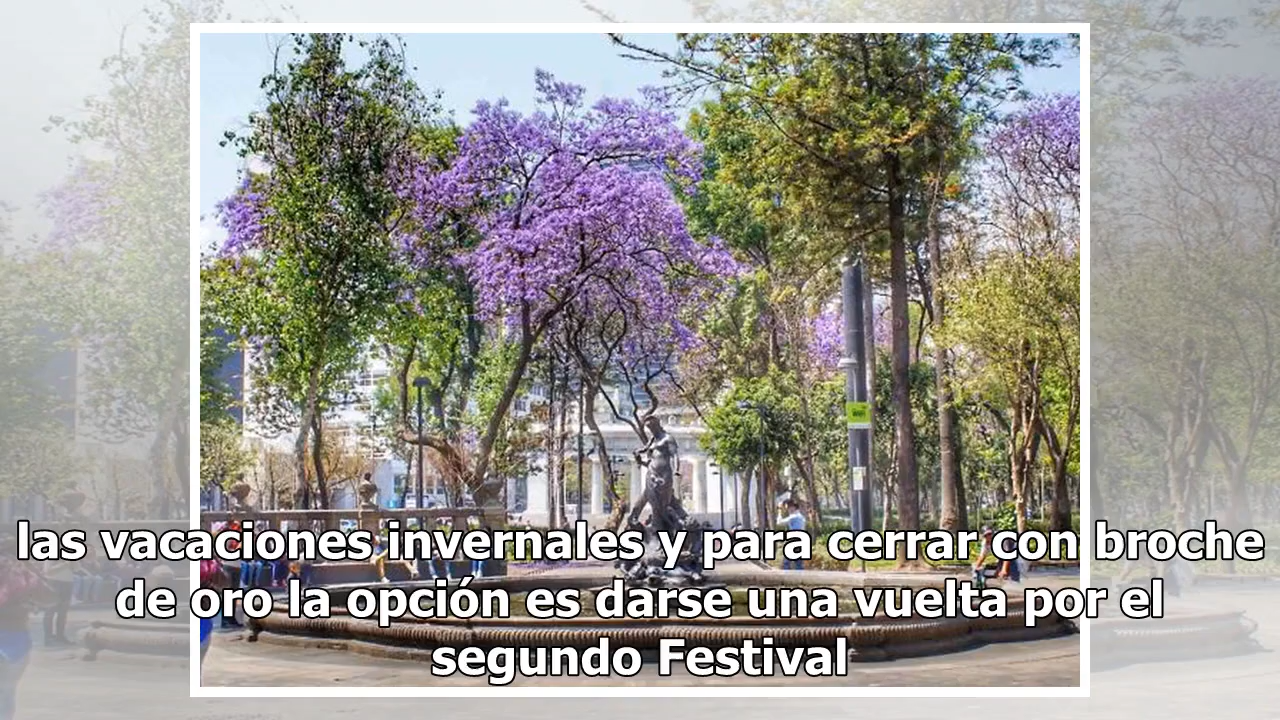 las vacaciones invernales y para cerrar con broche
de oro la opción es darse una vuelta por el
segundo Festival